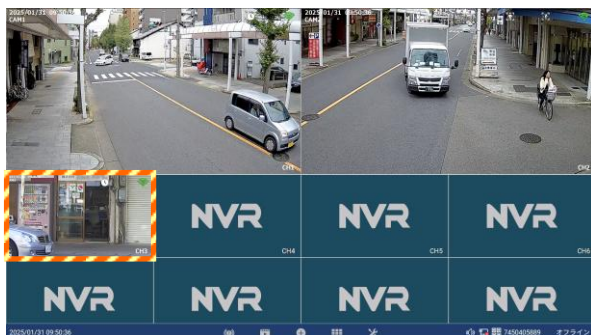 2025/01/31 09:50:36
CAM1
CH1
2025/01/31 09:50:36
CAM2
CH2
CH3
NVR
CH4
NVR
CH5
NVR
CH6
NVR
NVR
NVR
NVR
2025/01/31 09:50:36
7450405889 オフライン